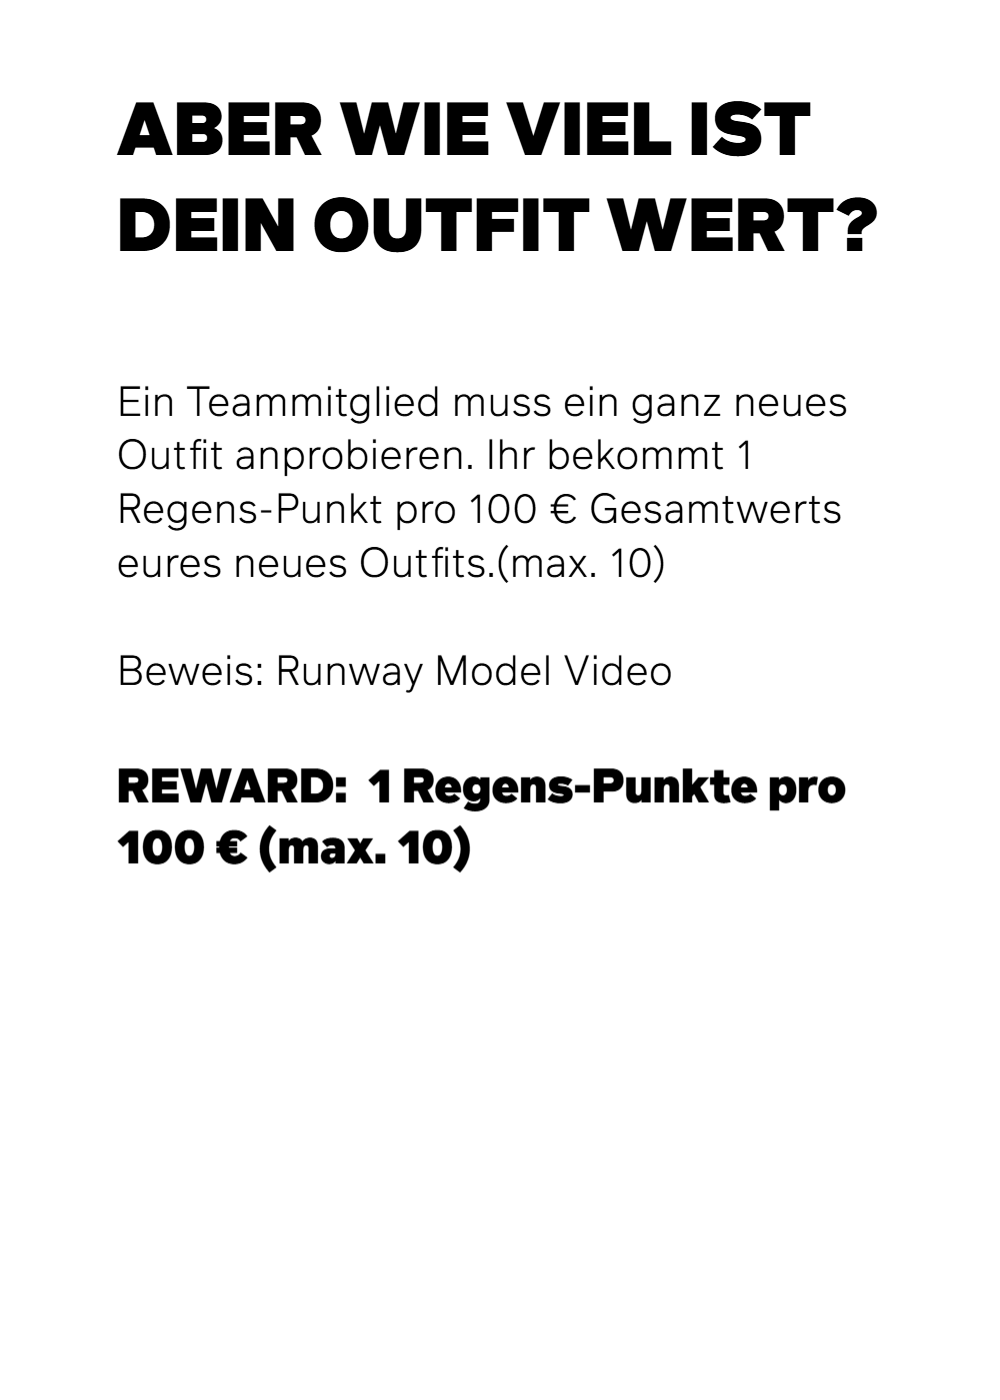 ABER WIE VIEL IST
DEIN OUTFIT WERT?
Ein Teammitglied muss ein ganz neues
Outfit anprobieren. Ihr bekommt 1
Regens-Punkt pro 100 € Gesamtwerts
eures neues Outfits.(max. 10)
Beweis: Runway Model Video
REWARD:  1 Regens-Punkte pro
100 € (max. 10)